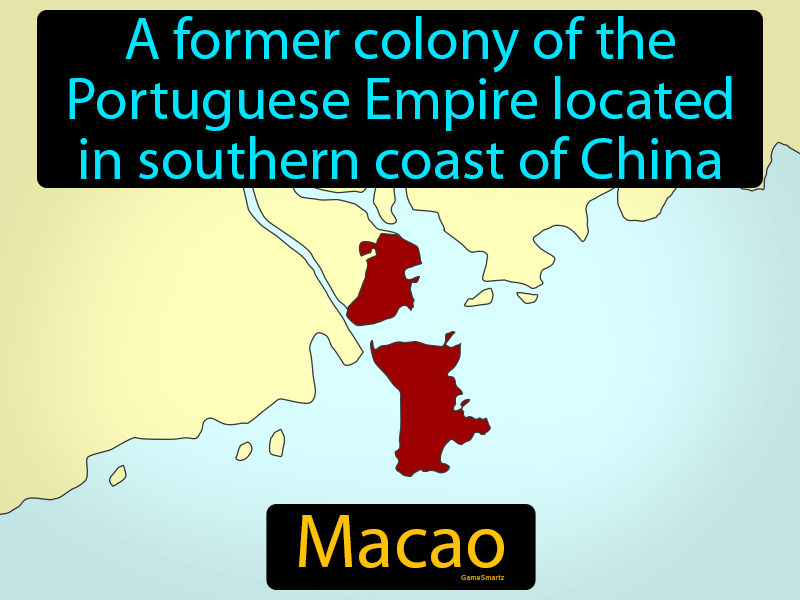 A former colony of the
Portuguese Empire located
in southern coast of China
Macao
GameSmartz